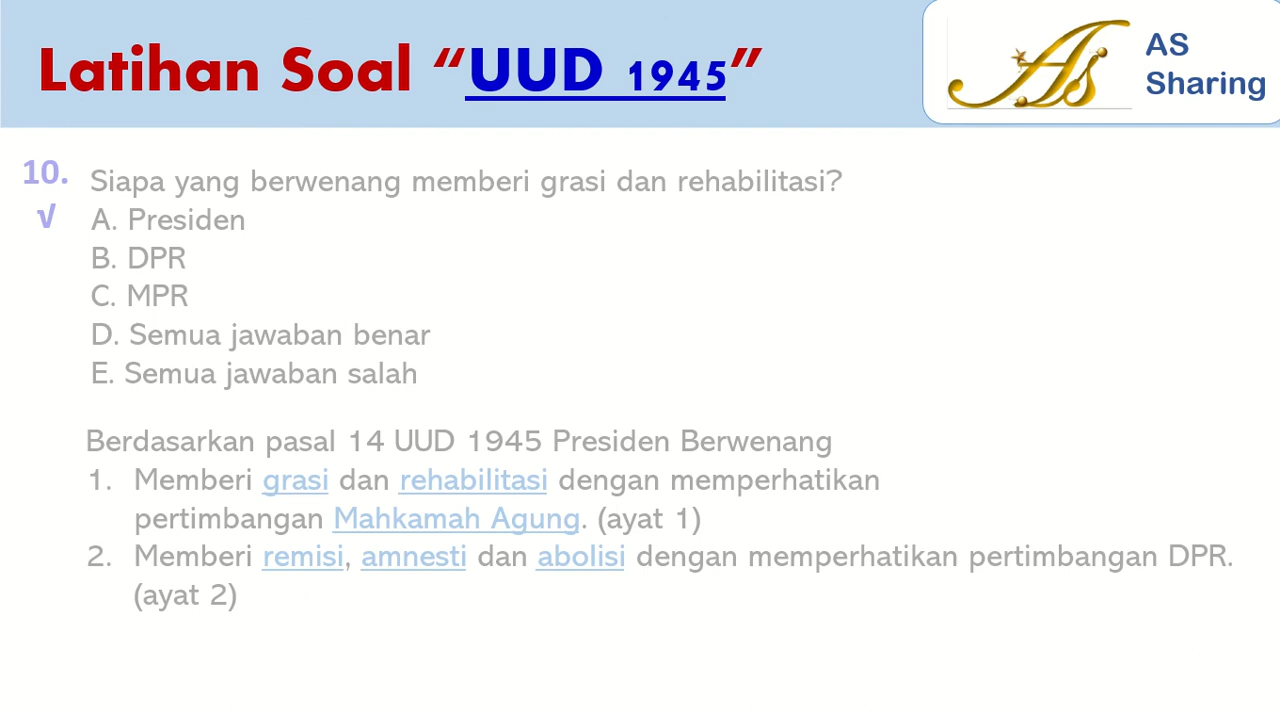 Latihan Soal “UUD 1945”
As
AS
Sharing
10. Siapa yang berwenang memberi grasi dan rehabilitasi?
√ A. Presiden
B. DPR
C. MPR
D. Semua jawaban benar
E. Semua jawaban salah
Berdasarkan pasal 14 UUD 1945 Presiden Berwenang
1. Memberi grasi dan rehabilitasi dengan memperhatikan
pertimbangan Mahkamah Agung. (ayat 1)
2. Memberi remisi, amnesti dan abolisi dengan memperhatikan pertimbangan DPR.
(ayat 2)